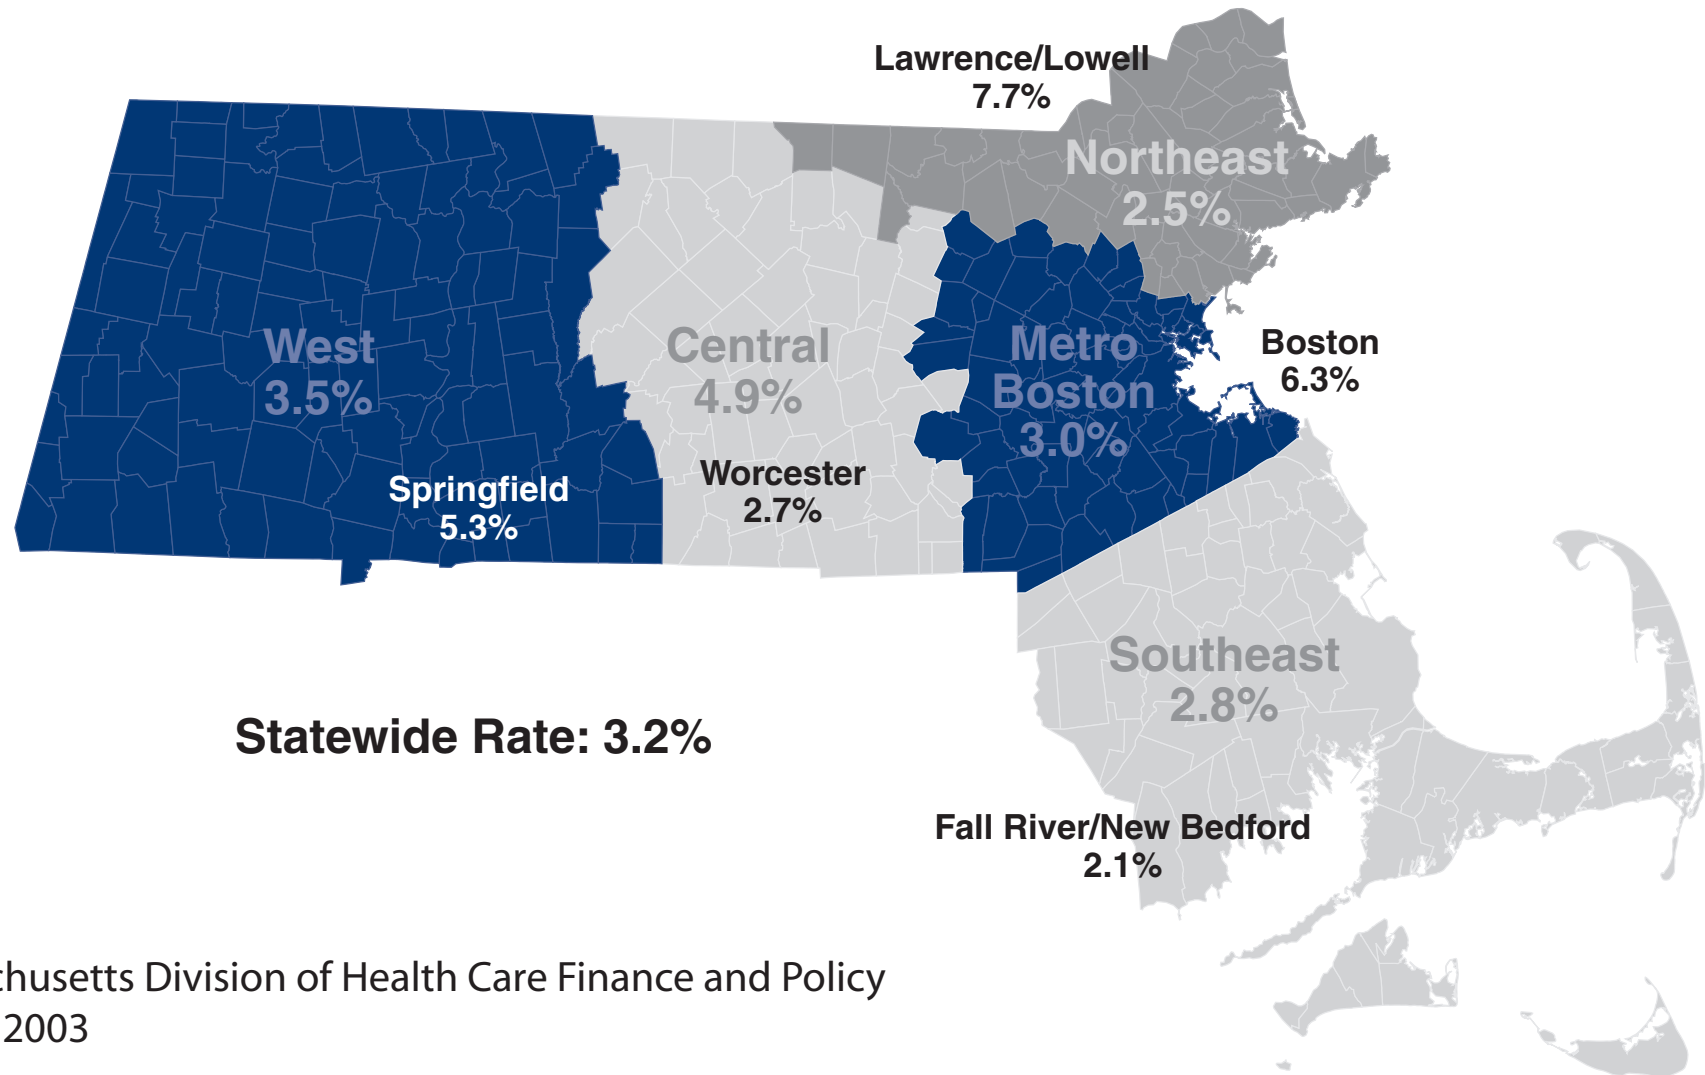 Lawrence/Lowell
7.7%
Northeast
2.5%
West
3.5%
Central
4.9%
Metro
Boston
3.0%
Boston
6.3%
Springfield
5.3%
Worcester
2.7%
Southeast
2.8%
Statewide Rate: 3.2%
Fall River/New Bedford
2.1%
chusetts Division of Health Care Finance and Policy
2003